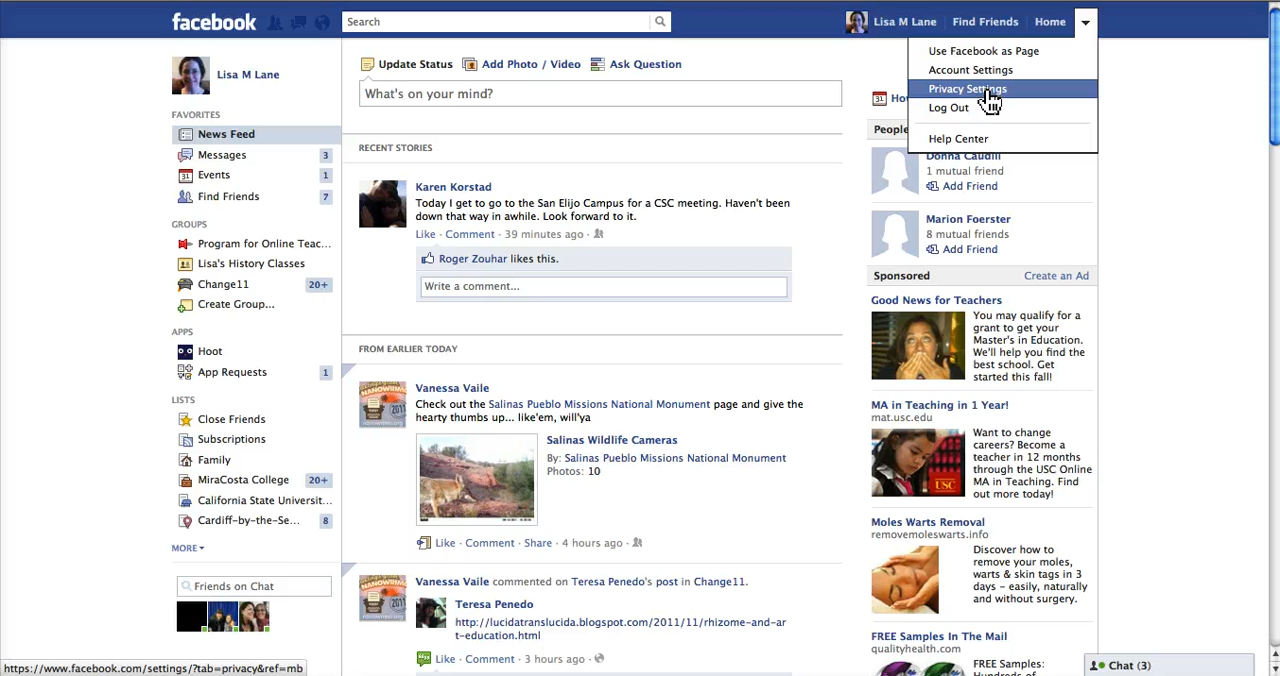 facebook
Search
Lisa M Lane
Find Friends
Home
Use Facebook as Page
Account Settings
Privacy Settings
Log Out
Help Center
Lisa M Lane
FAVORITES
News Feed
Messages 3
31 Events 1
Find Friends 7
GROUPS
Program for Online Teac...
Lisa's History Classes
Change11 20+
Create Group...
APPS
Hoot
App Requests 1
LISTS
Close Friends
Subscriptions
Family
MiraCosta College 20+
California State Universit...
Cardiff-by-the-Se... 8
MORE
Friends on Chat
Update Status Add Photo / Video Ask Question
What's on your mind?
RECENT STORIES
Karen Korstad
Today I get to go to the San Elijo Campus for a CSC meeting. Haven't been
down that way in awhile. Look forward to it.
Like · Comment · 39 minutes ago ·
Roger Zouhar likes this.
Write a comment...
FROM EARLIER TODAY
Vanessa Vaile
Check out the Salinas Pueblo Missions National Monument page and give the
hearty thumbs up... like'em, will'ya
Salinas Wildlife Cameras
By: Salinas Pueblo Missions National Monument
Photos: 10
Like · Comment · Share · 4 hours ago ·
Vanessa Vaile commented on Teresa Penedo's post in Change11.
Teresa Penedo
http://lucidatranslucida.blogspot.com/2011/11/rhizome-and-ar
t-education.html
Like · Comment · 3 hours ago ·
31
People
Donna Caudill
1 mutual friend
Add Friend
Marion Foerster
8 mutual friends
Add Friend
Sponsored Create an Ad
Good News for Teachers
You may qualify for a
grant to get your
Master's in Education.
We'll help you find the
best school. Get
started this fall!
MA in Teaching in 1 Year!
mat.usc.edu
USC
Want to change
careers? Become a
teacher in 12 months
through the USC Online
MA in Teaching. Find
out more today!
Moles Warts Removal
removemoleswarts.info
Discover how to
remove your moles,
warts & skin tags in 3
days - easily, naturally
and without surgery.
FREE Samples In The Mail
qualityhealth.com
FREE Samples:
Chat (3)
https://www.facebook.com/settings/?tab=privacy&ref=mb